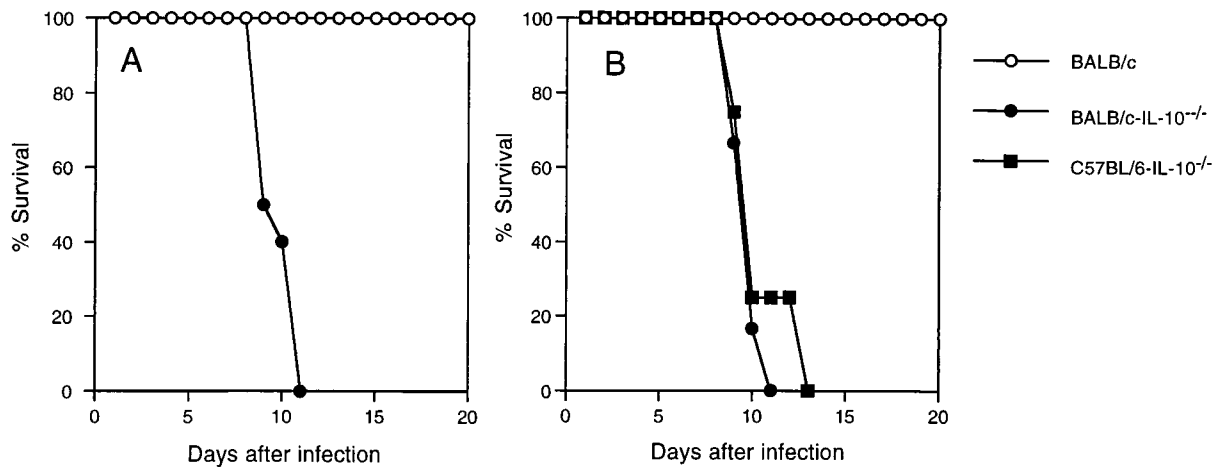 A
100
80
60
40
20
0
% Survival
0 5 10 15 20
Days after infection
B
100
80
60
40
20
0
% Survival
0 5 10 15 20
Days after infection
BALB/c
BALB/c-IL-10--/-
C57BL/6-IL-10-/-